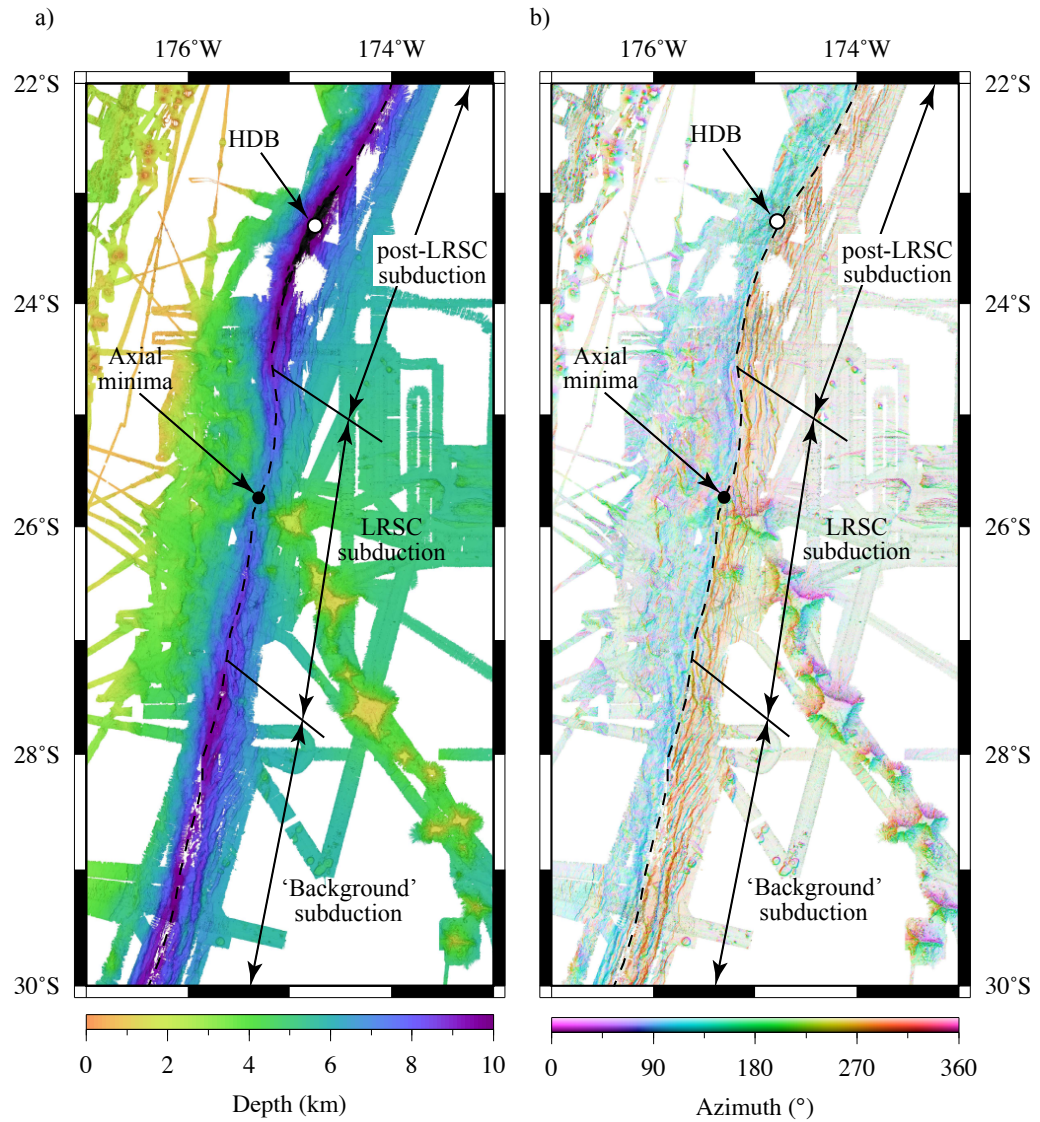 a)
176˚W
174˚W
22˚S
24˚S
26˚S
28˚S
30˚S
HDB
post-LRSC
subduction
Axial
minima
LRSC
subduction
‘Background’
subduction
0 2 4 6 8 10
Depth (km)
b)
176˚W
174˚W
22˚S
24˚S
26˚S
28˚S
30˚S
HDB
post-LRSC
subduction
Axial
minima
LRSC
subduction
‘Background’
subduction
0 90 180 270 360
Azimuth (°)